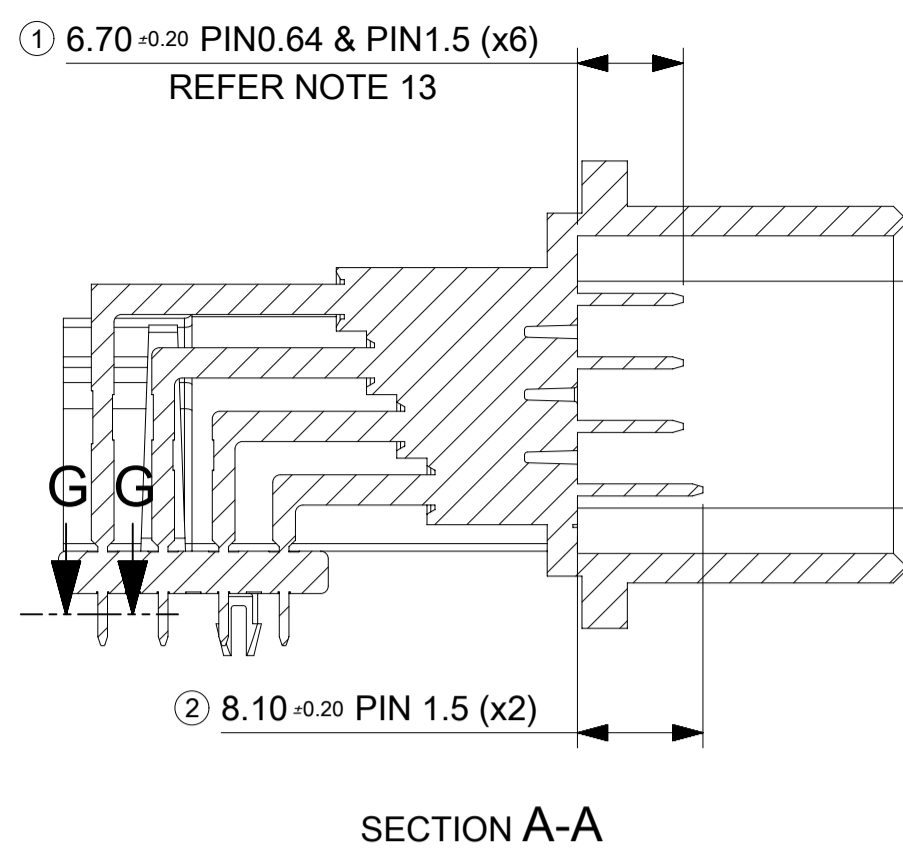 ① 6.70 ±0.20 PIN0.64 & PIN1.5 (x6)
REFER NOTE 13
G G
② 8.10 ±0.20 PIN 1.5 (x2)
SECTION A-A